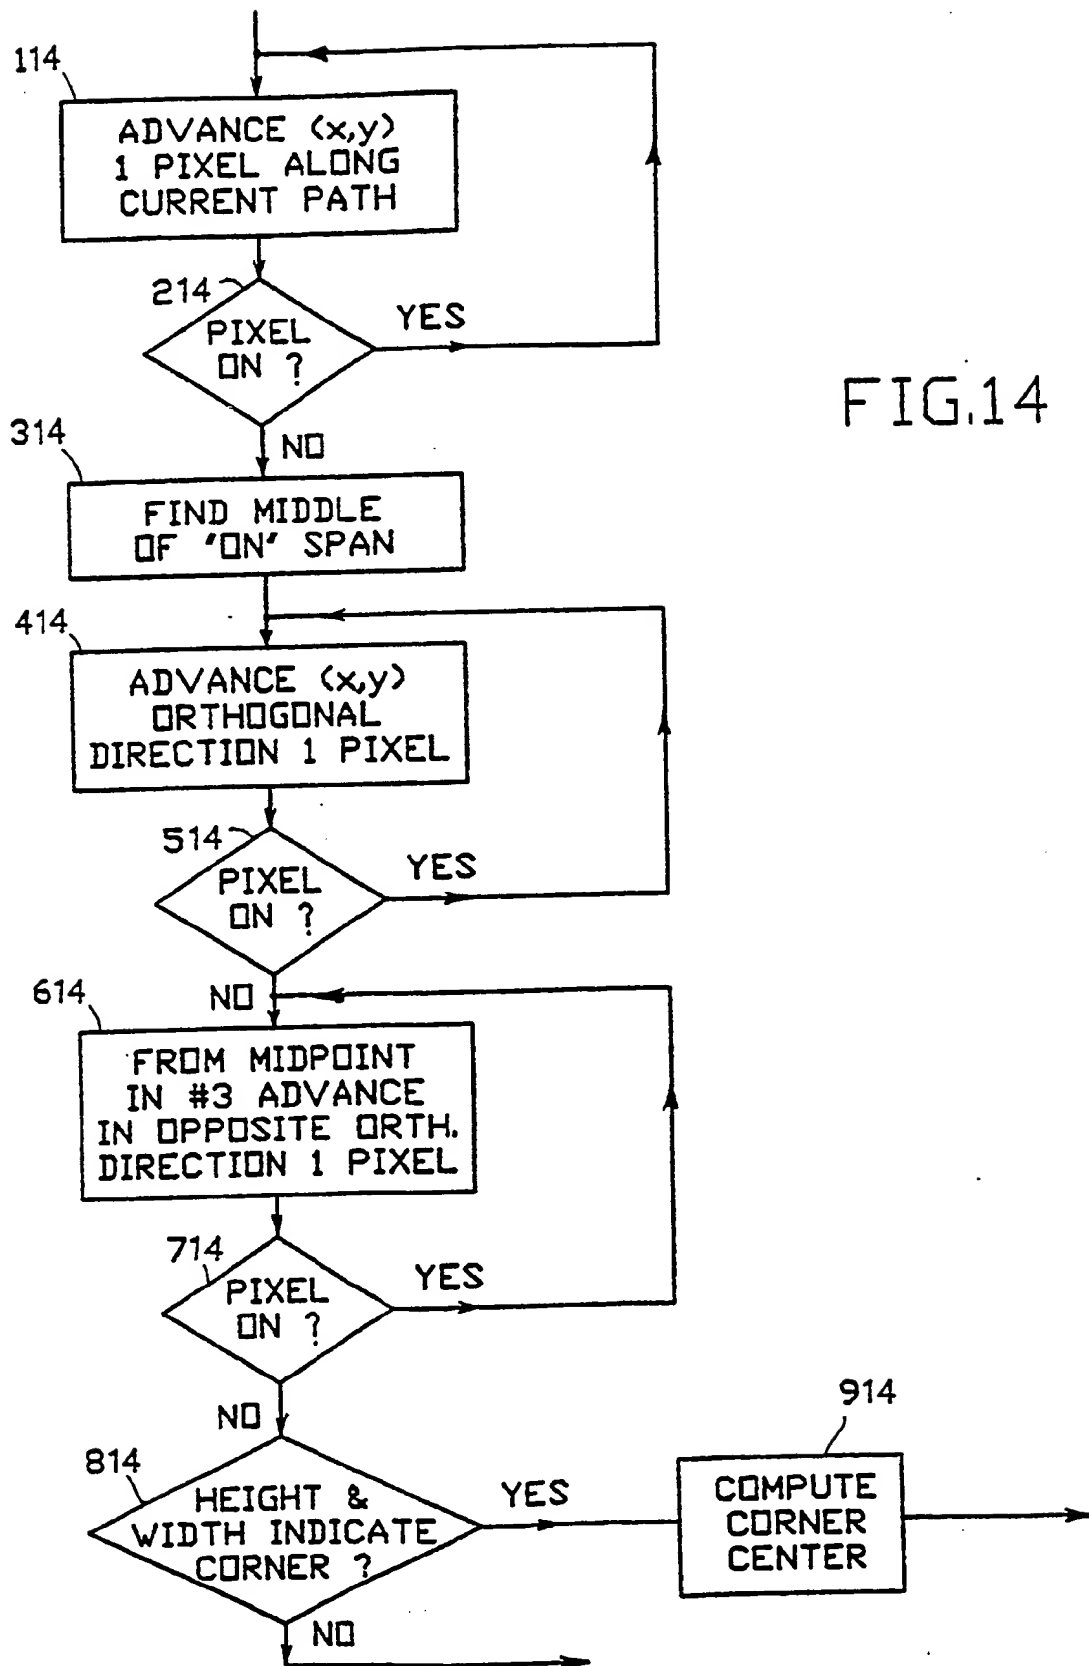 114
ADVANCE (x,y)
1 PIXEL ALONG
CURRENT PATH
214
PIXEL
ON ?
YES
FIG.14
NO
314
FIND MIDDLE
OF 'ON' SPAN
414
ADVANCE (x,y)
ORTHOGONAL
DIRECTION 1 PIXEL
514
PIXEL
ON ?
YES
NO
614
FROM MIDPOINT
IN #3 ADVANCE
IN OPPOSITE ORTH.
DIRECTION 1 PIXEL
714
PIXEL
ON ?
YES
NO
814
HEIGHT &
WIDTH INDICATE
CORNER ?
YES
914
COMPUTE
CORNER
CENTER
NO